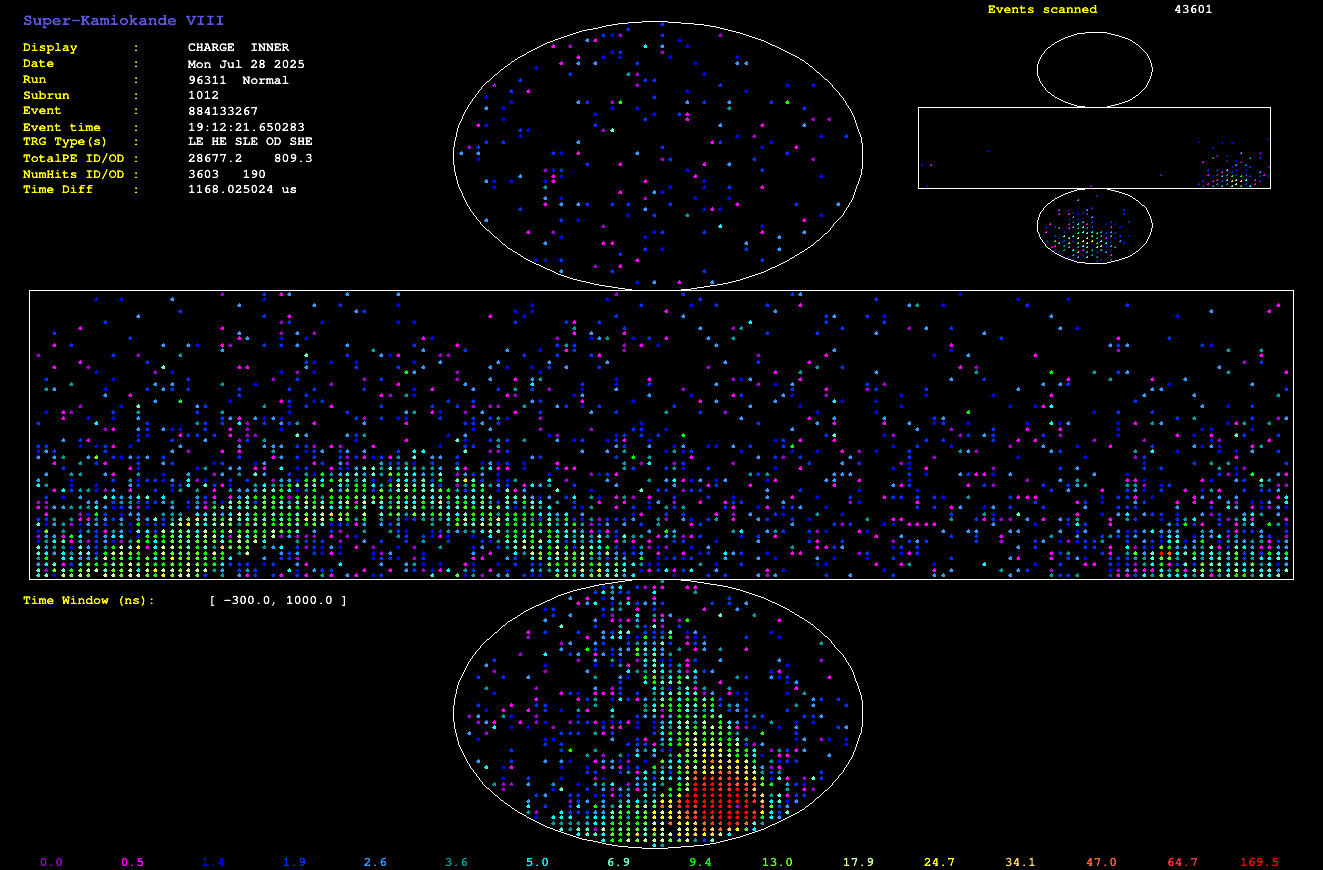 Super-Kamiokande VIII
Events scanned 43601
Display : CHARGE INNER
Date : Mon Jul 28 2025
Run : 96311 Normal
Subrun : 1012
Event : 884133267
Event time : 19:12:21.650283
TRG Type(s) : LE HE SLE OD SHE
TotalPE ID/OD : 28677.2 809.3
NumHits ID/OD : 3603 190
Time Diff : 1168.025024 us
Time Window (ns): [ -300.0, 1000.0 ]
0.0 0.5 1.4 1.9 2.6 3.6 5.0 6.9 9.4 13.0 17.9 24.7 34.1 47.0 64.7 169.5